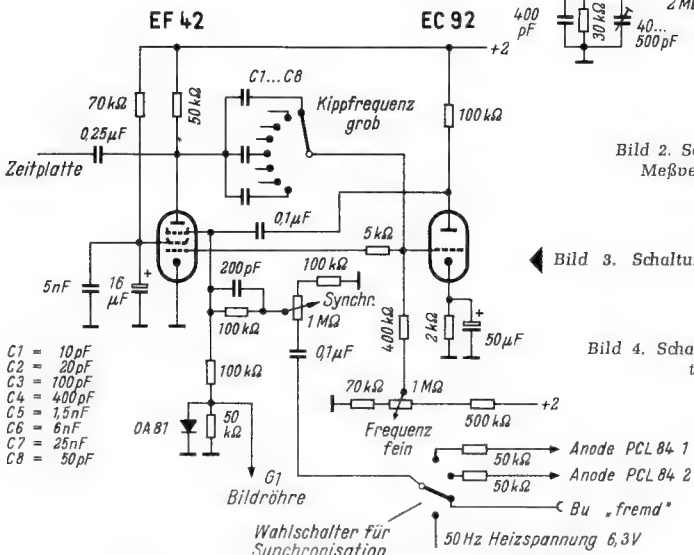 EF 42
EC 92
400 pF
30 kΩ
2 M
40... 500 pF
+2
C1...C8
Kippfrequenz
grob
70 kΩ
50 kΩ
100 kΩ
0,25 µF
Zeitplatte
Bild 2. Sc
Meßve
0,1 µF
5 kΩ
Bild 3. Schaltu
200 pF
100 kΩ
5 nF
16 µF
+
Synchr.
100 kΩ
1 MΩ
400 kΩ
2 kΩ
+
50 µF
Bild 4. Scha
t
0,1 µF
C1 = 10 pF
C2 = 20 pF
C3 = 100 pF
C4 = 400 pF
C5 = 1,5 nF
C6 = 6 nF
C7 = 25 nF
C8 = 50 pF
100 kΩ
70 kΩ
1 MΩ
500 kΩ
+2
Frequenz
fein
OA 81
50 kΩ
G1
Bildröhre
50 kΩ
Anode PCL 84 1
50 kΩ
Anode PCL 84 2
Bu „fremd"
Wahlschalter für
Synchronisation
50 Hz Heizspannung 6,3 V